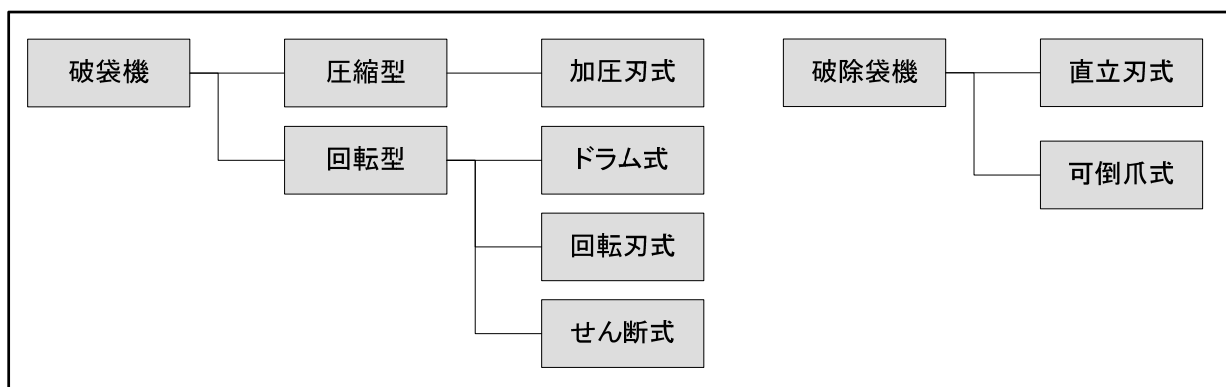 破袋機
圧縮型
加圧刃式
回転型
ドラム式
回転刃式
せん断式
破除袋機
直立刃式
可倒爪式